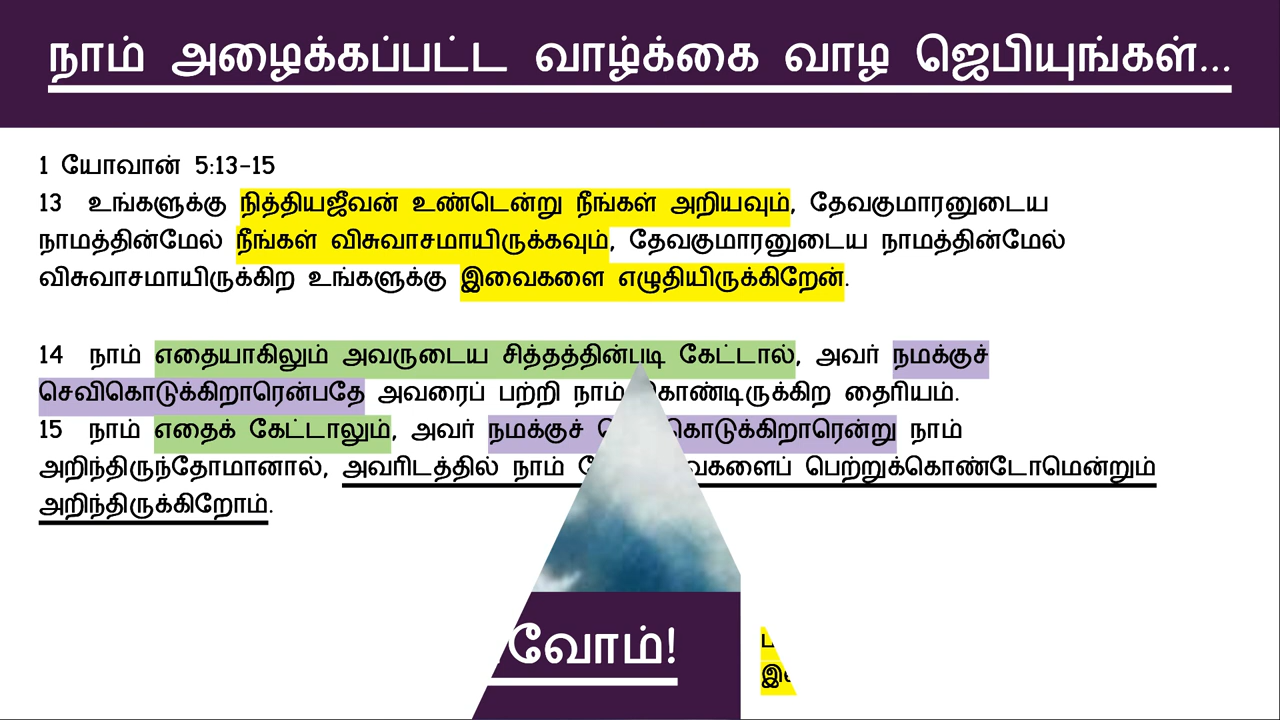 நாம் அழைக்கப்பட்ட வாழ்க்கை வாழ ஜெபியுங்கள்...
1 யோவான் 5:13-15
13 உங்களுக்கு நித்தியஜீவன் உண்டென்று நீங்கள் அறியவும், தேவகுமாரனுடைய
நாமத்தின்மேல் நீங்கள் விசுவாசமாயிருக்கவும், தேவகுமாரனுடைய நாமத்தின்மேல்
விசுவாசமாயிருக்கிற உங்களுக்கு இவைகளை எழுதியிருக்கிறேன்.
14 நாம் எதையாகிலும் அவருடைய சித்தத்தின்படி கேட்டால், அவர் நமக்குச்
செவிகொடுக்கிறாரென்பதே அவரைப் பற்றி நாம் கொண்டிருக்கிற தைரியம்.
15 நாம் எதைக் கேட்டாலும், அவர் நமக்குச் நாம்
அறிந்திருந்தோமானால், அவரிடத்தில் நாம் பெற்றுக்கொண்டோமென்றும்
அறிந்திருக்கிறோம்.